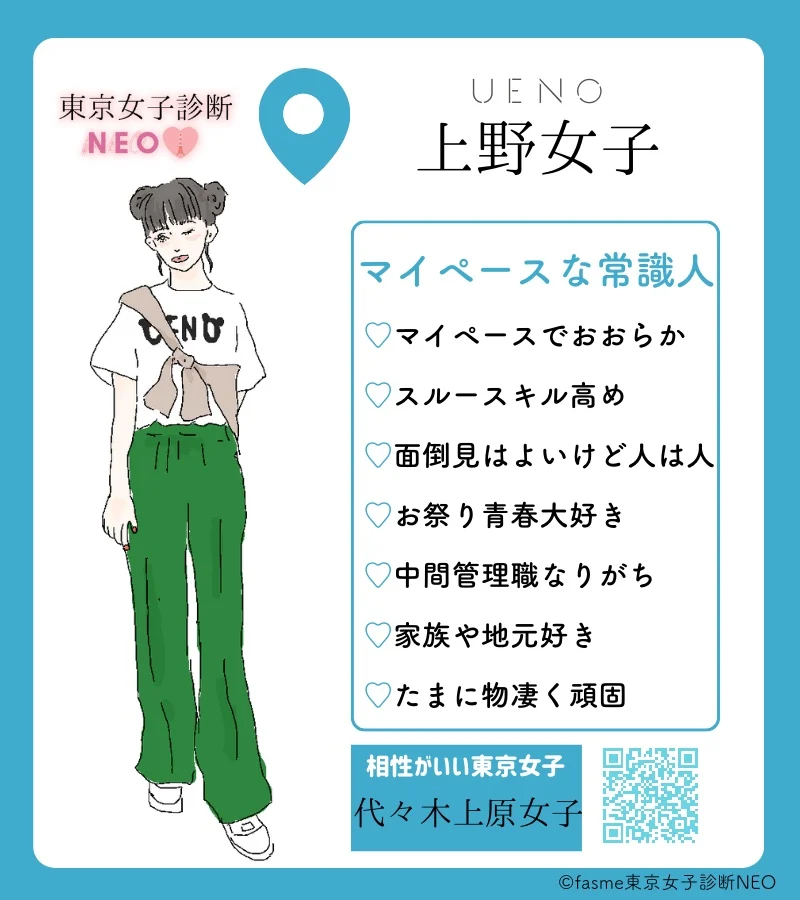 東京女子診断
NEO
UENO
上野女子
UENO
マイペースな常識人
♡マイペースでおおらか
♡スルースキル高め
♡面倒見はよいけど人は人
♡お祭り青春大好き
♡中間管理職なりがち
♡家族や地元好き
♡たまに物凄く頑固
相性がいい東京女子
代々木上原女子
©fasme東京女子診断NEO